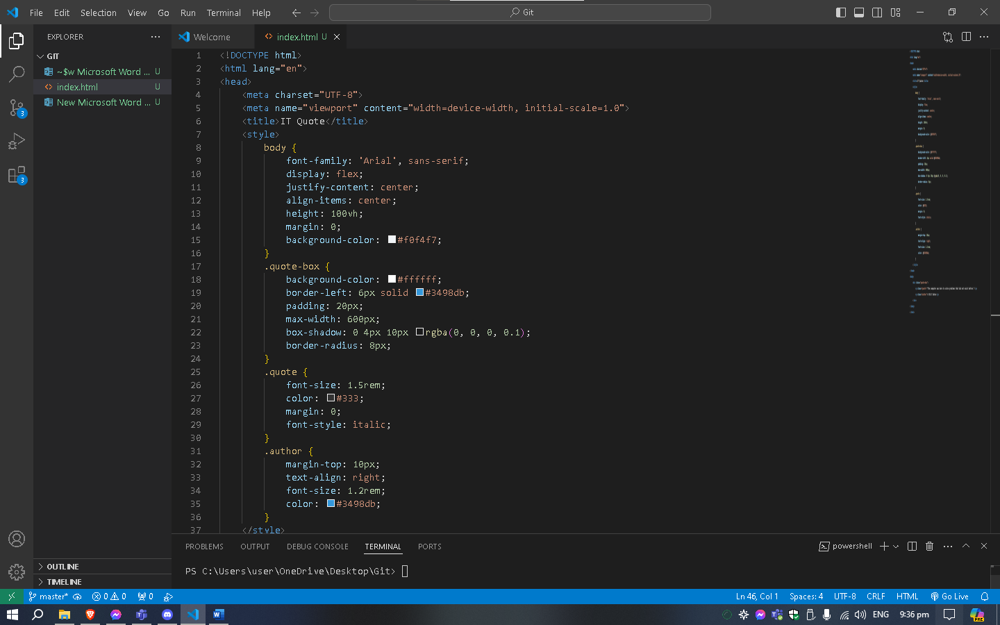 File Edit Selection View Go Run Terminal Help
Git
EXPLORER
GIT
~$w Microsoft Word ... U
index.html U
New Microsoft Word ... U
3
3
OUTLINE
TIMELINE
Welcome
index.html U
1 <!DOCTYPE html>
2 <html lang="en">
3 <head>
4 <meta charset="UTF-8">
5 <meta name="viewport" content="width=device-width, initial-scale=1.0">
6 <title>IT Quote</title>
7 <style>
8 body {
9 font-family: 'Arial', sans-serif;
10 display: flex;
11 justify-content: center;
12 align-items: center;
13 height: 100vh;
14 margin: 0;
15 background-color: #f0f4f7;
16 }
17 .quote-box {
18 background-color: #ffffff;
19 border-left: 6px solid #3498db;
20 padding: 20px;
21 max-width: 600px;
22 box-shadow: 0 4px 10px rgba(0, 0, 0, 0.1);
23 border-radius: 8px;
24 }
25 .quote {
26 font-size: 1.5rem;
27 color: #333;
28 margin: 0;
29 font-style: italic;
30 }
31 .author {
32 margin-top: 10px;
33 text-align: right;
34 font-size: 1.2rem;
35 color: #3498db;
36 }
37 </style>
PROBLEMS OUTPUT DEBUG CONSOLE TERMINAL PORTS
powershell
PS C:\Users\user\OneDrive\Desktop\Git>
master* 0 0 0
Ln 46, Col 1 Spaces: 4 UTF-8 CRLF HTML Go Live
ENG 9:36 pm
PRE